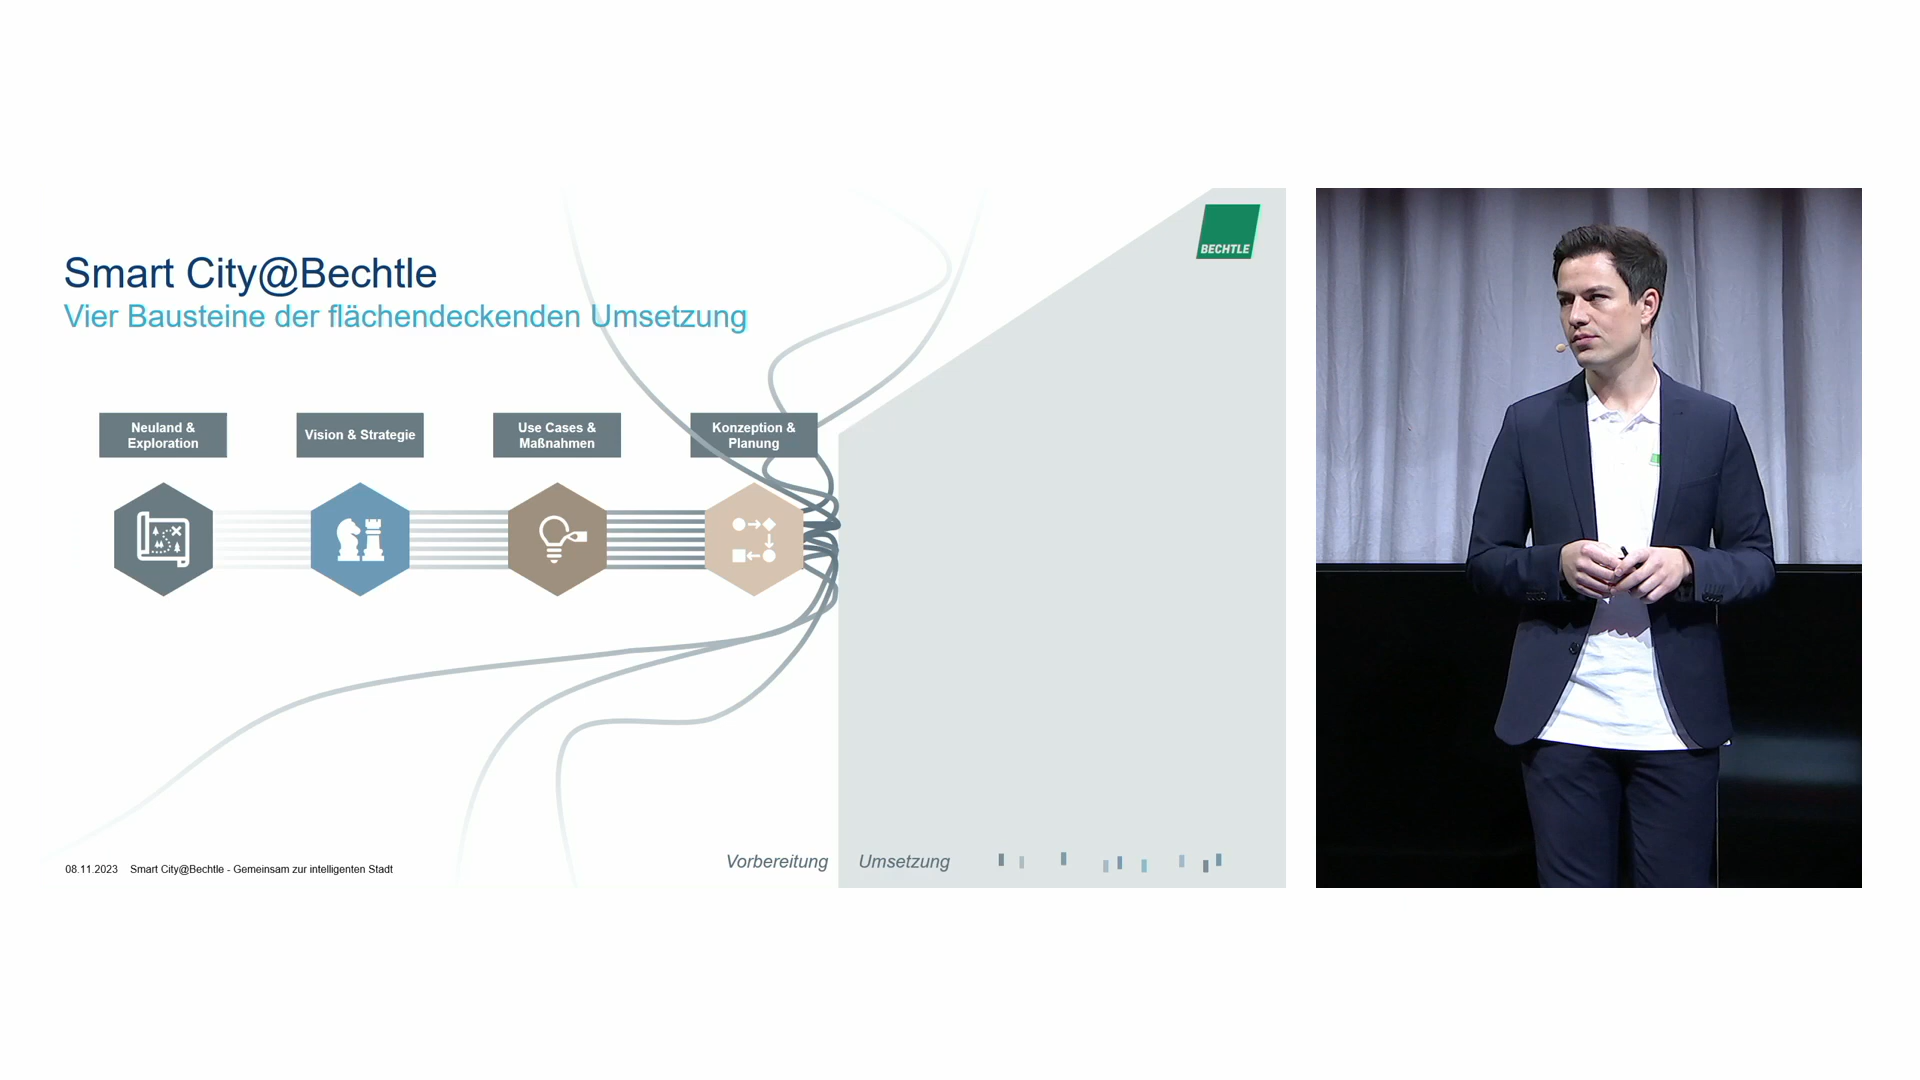 BECHTLE
Smart City@Bechtle
Vier Bausteine der flächendeckenden Umsetzung
Neuland &
Exploration
Vision & Strategie
Use Cases &
Maßnahmen
Konzeption &
Planung
Vorbereitung
Umsetzung
08.11.2023 Smart City@Bechtle - Gemeinsam zur intelligenten Stadt